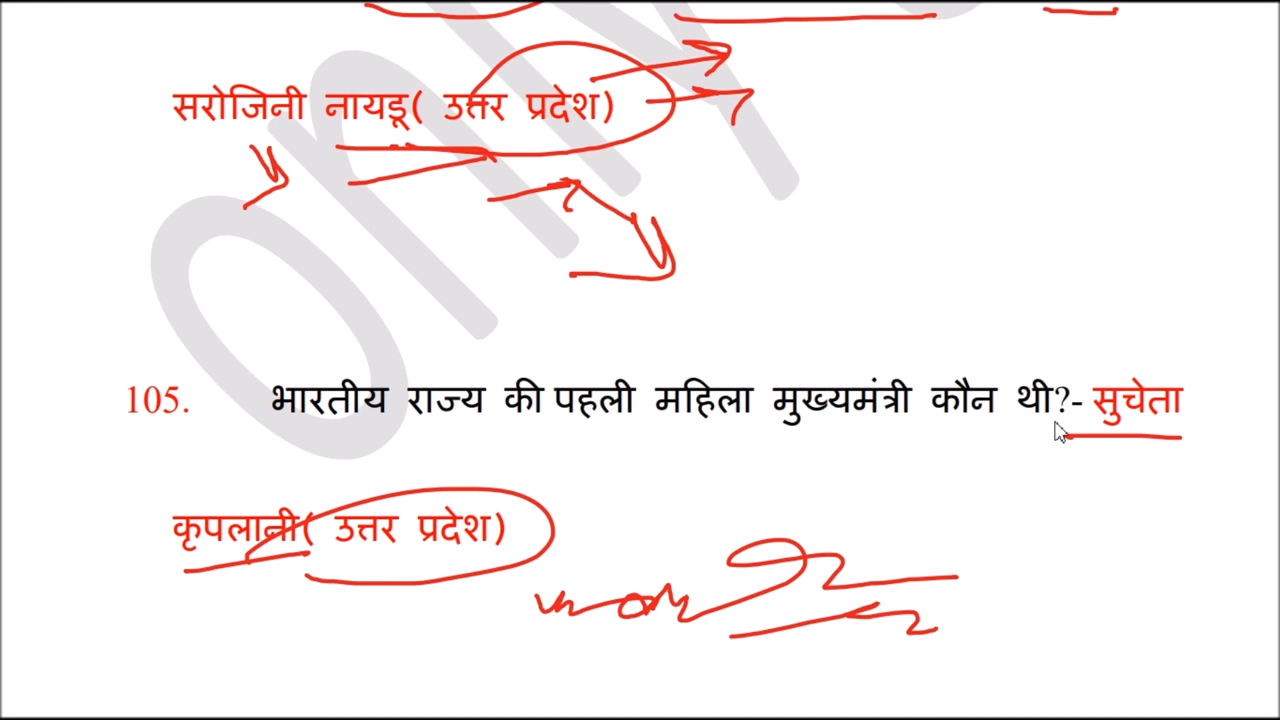 सरोजिनी नायडू( उत्तर प्रदेश)
105. भारतीय राज्य की पहली महिला मुख्यमंत्री कौन थी?- सुचेता
कृपलानी( उत्तर प्रदेश)